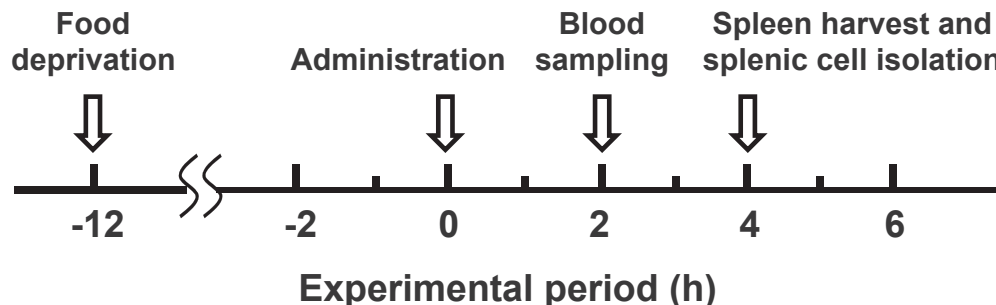 Food
deprivation
Administration
Blood
sampling
Spleen harvest and
splenic cell isolation
-12
-2
0
2
4
6
Experimental period (h)